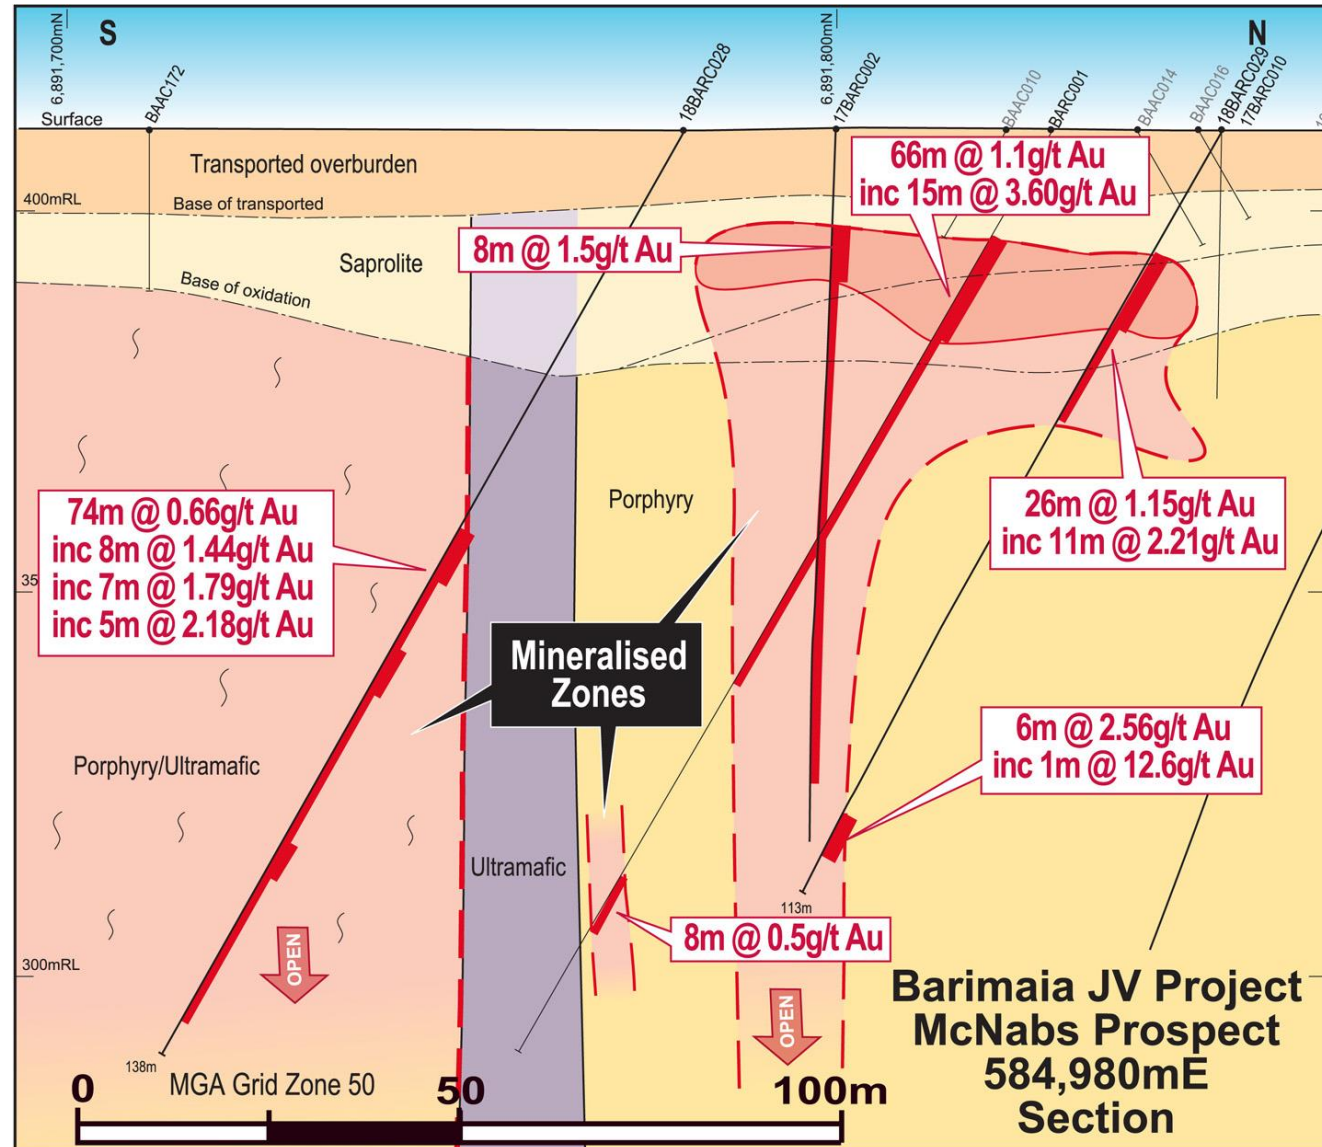 S
N
6,891,700mN
BAAC172
18BARC028
6,891,800mN
17BARC002
BAAC010
BARC001
BAAC014
BAAC016
18BARC029
17BARC010
Surface
Transported overburden
400mRL
Base of transported
Saprolite
Base of oxidation
8m @ 1.5g/t Au
66m @ 1.1g/t Au
inc 15m @ 3.60g/t Au
74m @ 0.66g/t Au
inc 8m @ 1.44g/t Au
inc 7m @ 1.79g/t Au
inc 5m @ 2.18g/t Au
Porphyry
26m @ 1.15g/t Au
inc 11m @ 2.21g/t Au
35
Mineralised
Zones
6m @ 2.56g/t Au
inc 1m @ 12.6g/t Au
Porphyry/Ultramafic
Ultramafic
113m
8m @ 0.5g/t Au
OPEN
OPEN
300mRL
138m
MGA Grid Zone 50
0
50
100m
Barimaia JV Project
McNabs Prospect
584,980mE
Section